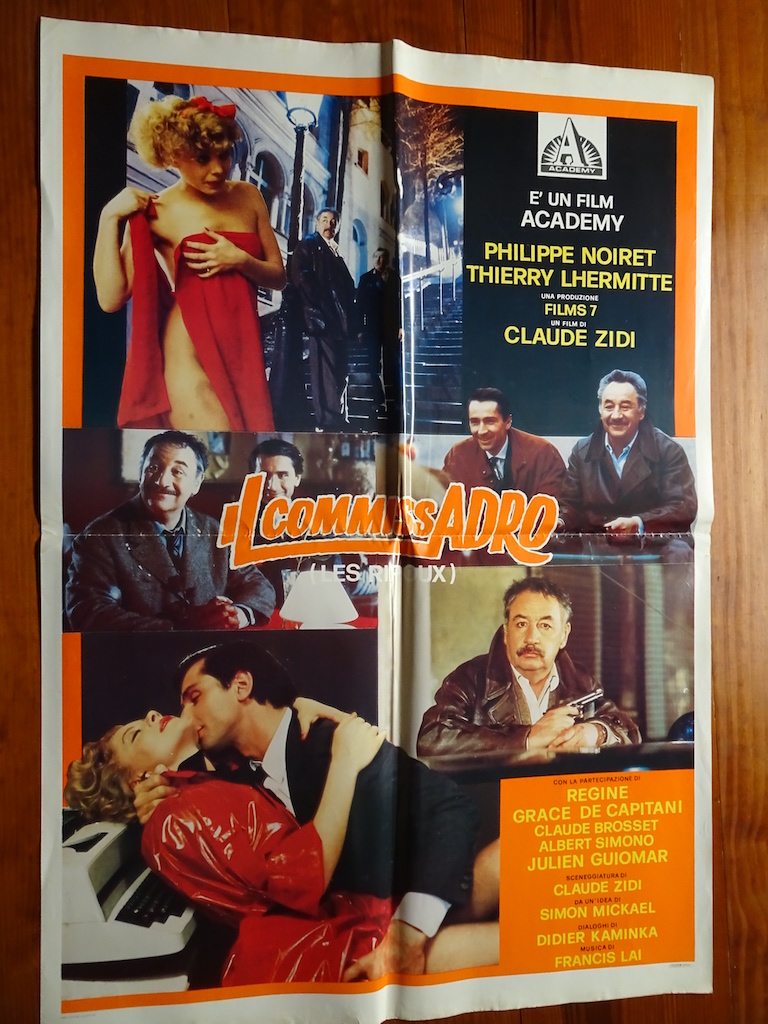 A
ACADEMY
E' UN FILM
ACADEMY
PHILIPPE NOIRET
THIERRY LHERMITTE
UNA PRODUZIONE
FILMS 7
UN FILM DI
CLAUDE ZIDI
IL COMMISSADRO
(LES RIPOUX)
CON LA PARTECIPAZIONE DI
REGINE
GRACE DE CAPITANI
CLAUDE BROSSET
ALBERT SIMONO
JULIEN GUIOMAR
SCENEGGIATURA DI
CLAUDE ZIDI
DA UN'IDEA DI
SIMON MICKAEL
DIALOGHI DI
DIDIER KAMINKA
MUSICA DI
FRANCIS LAI